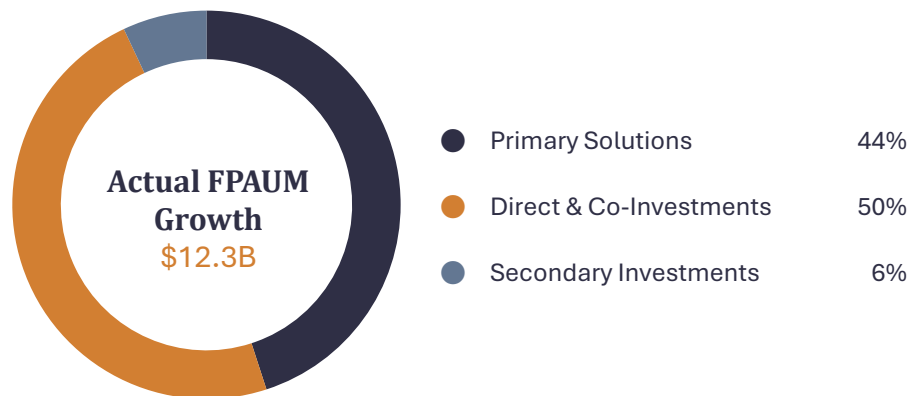 Actual FPAUM
Growth
$12.3B
Primary Solutions 44%
Direct & Co-Investments 50%
Secondary Investments 6%